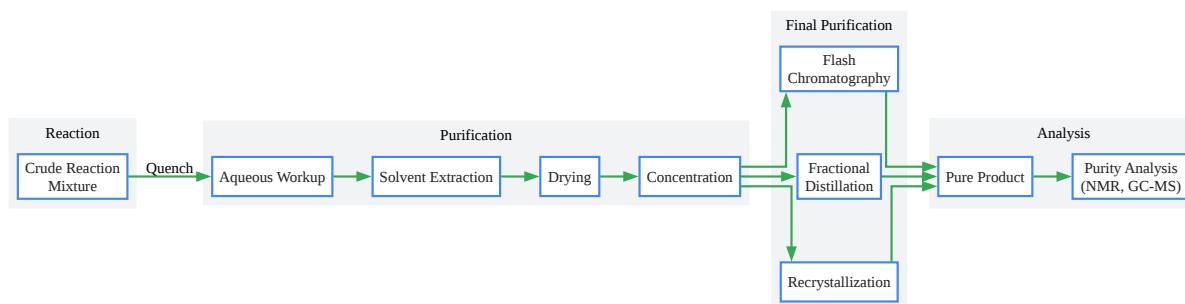 Reaction
Crude Reaction
Mixture
Quench
Purification
Aqueous Workup
Solvent Extraction
Drying
Concentration
Final Purification
Flash
Chromatography
Fractional
Distillation
Recrystallization
Analysis
Pure Product
Purity Analysis
(NMR, GC-MS)